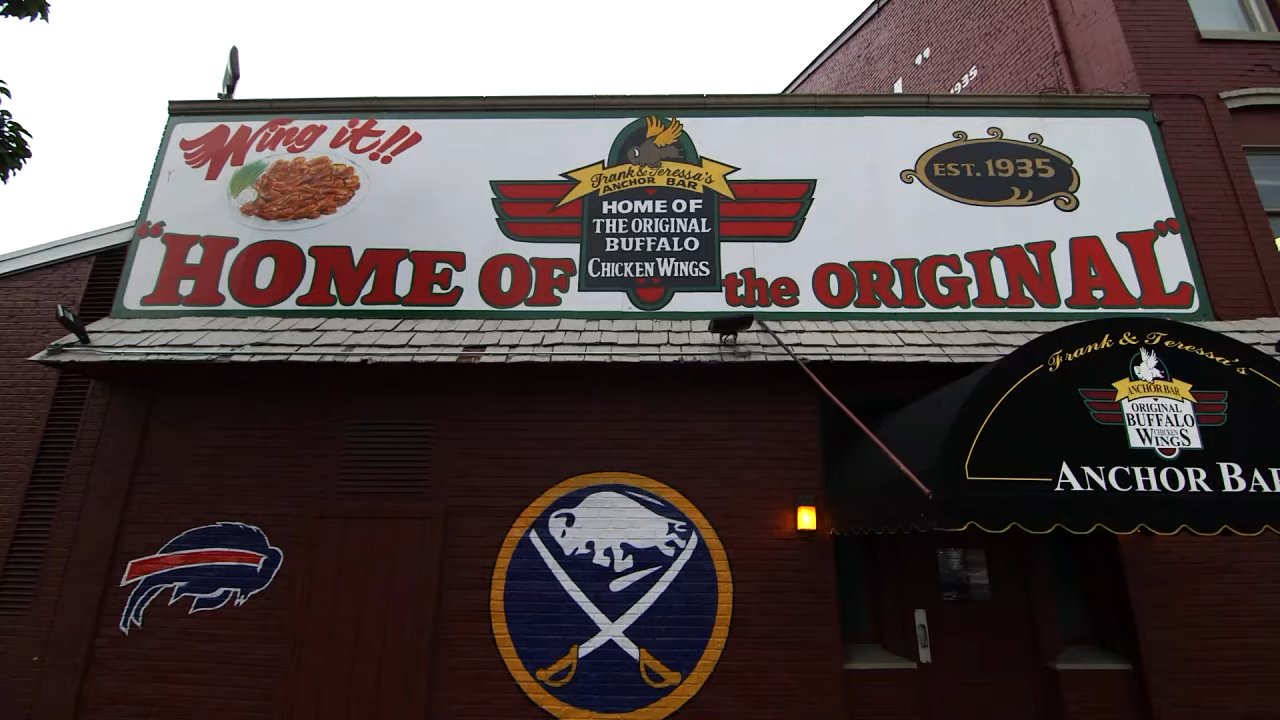 "
1935
Wing it!!
Frank & Teressa's
ANCHOR BAR
HOME OF
THE ORIGINAL
BUFFALO
CHICKEN WINGS
EST. 1935
"HOME OF the ORIGINAL"
Frank & Teressa's
ANCHOR BAR
ORIGINAL
BUFFALO
CHICKEN
WINGS
ANCHOR BAR